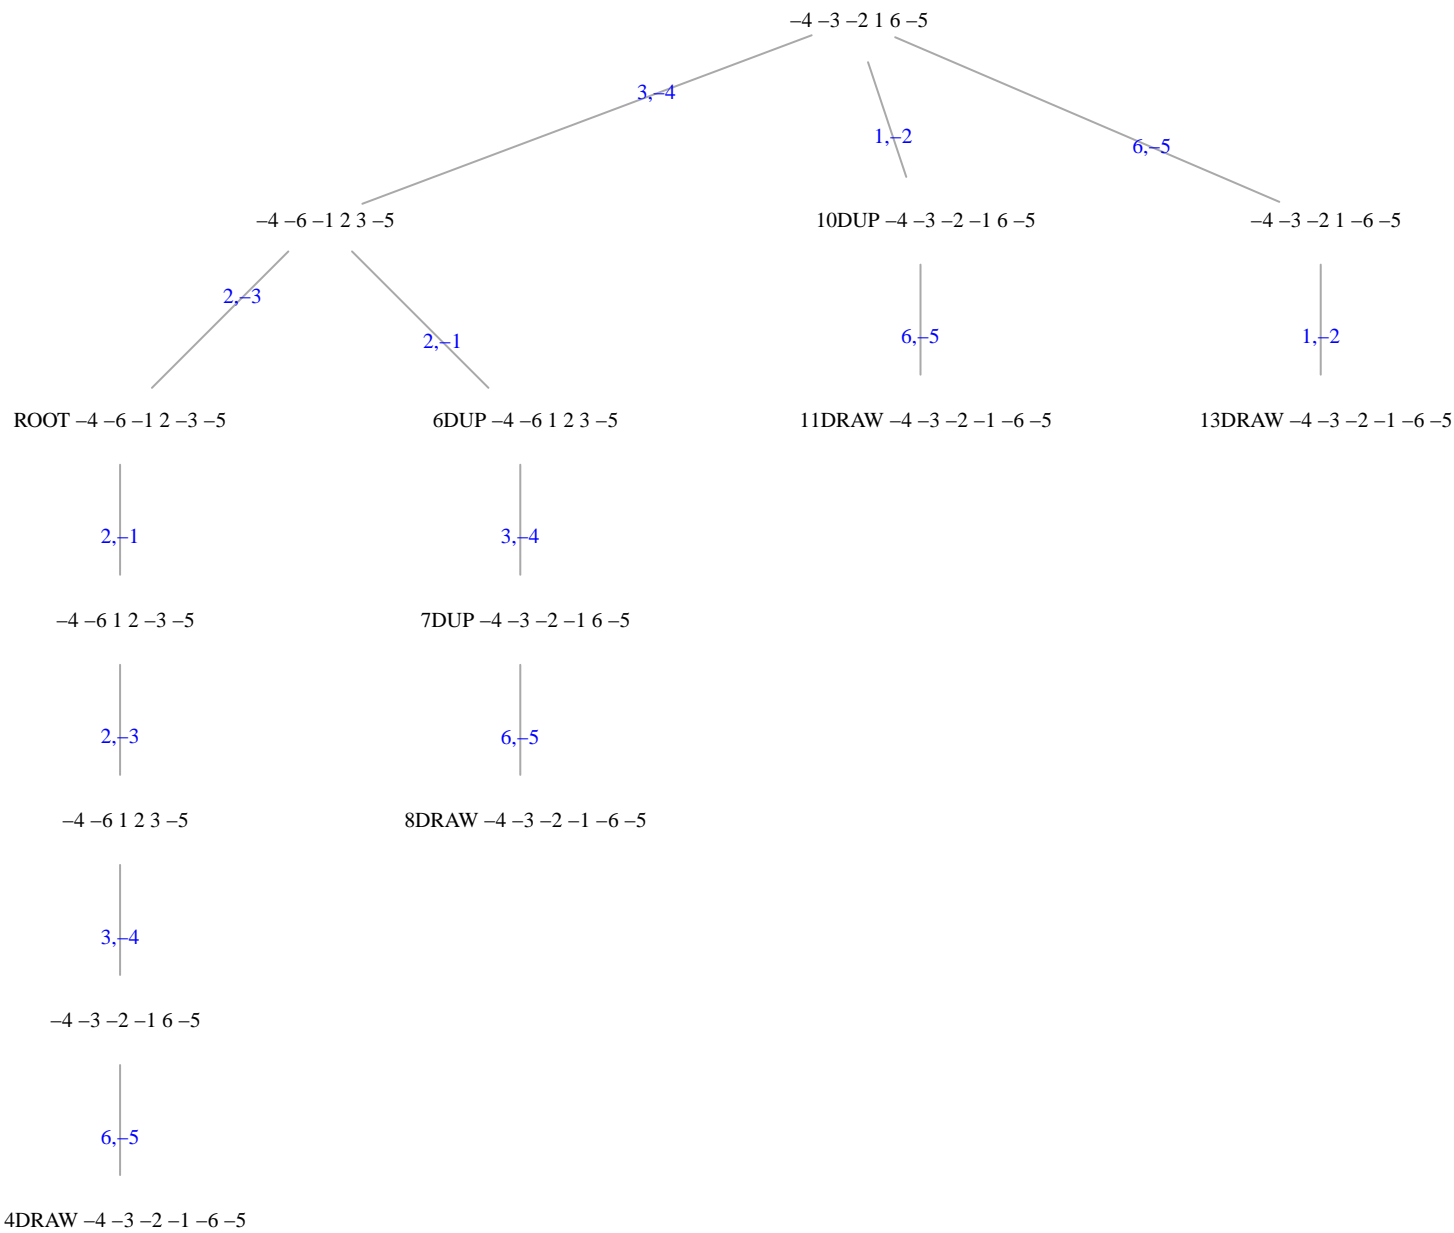 –4 –3 –2 1 6 –5
3,–4
1,–2
6,–5
–4 –6 –1 2 3 –5
10DUP –4 –3 –2 –1 6 –5
–4 –3 –2 1 –6 –5
2,–3
2,–1
6,–5
1,–2
ROOT –4 –6 –1 2 –3 –5
6DUP –4 –6 1 2 3 –5
11DRAW –4 –3 –2 –1 –6 –5
13DRAW –4 –3 –2 –1 –6 –5
2,–1
3,–4
–4 –6 1 2 –3 –5
7DUP –4 –3 –2 –1 6 –5
2,–3
6,–5
–4 –6 1 2 3 –5
8DRAW –4 –3 –2 –1 –6 –5
3,–4
–4 –3 –2 –1 6 –5
6,–5
4DRAW –4 –3 –2 –1 –6 –5